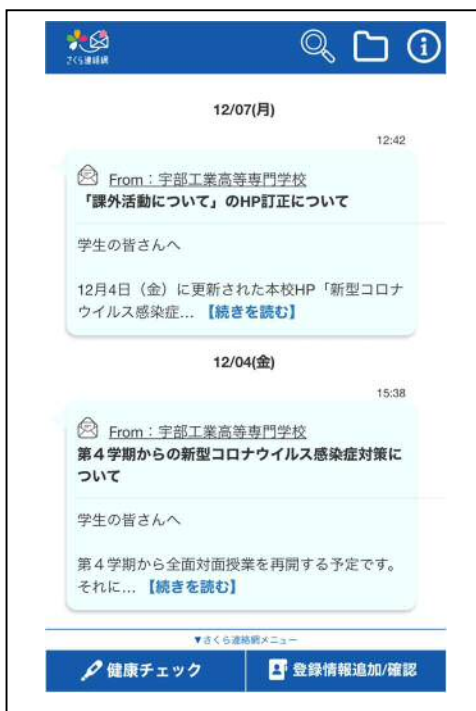 さくら連絡網
12/07(月)
12:42
From：宇部工業高等専門学校
「課外活動について」のHP訂正について
学生の皆さんへ
12月4日（金）に更新された本校HP「新型コロナ
ウイルス感染症... 【続きを読む】
12/04(金)
15:38
From：宇部工業高等専門学校
第４学期からの新型コロナウイルス感染症対策に
ついて
学生の皆さんへ
第４学期から全面対面授業を再開する予定です。
それに... 【続きを読む】
▼さくら連絡網メニュー
健康チェック
登録情報追加/確認